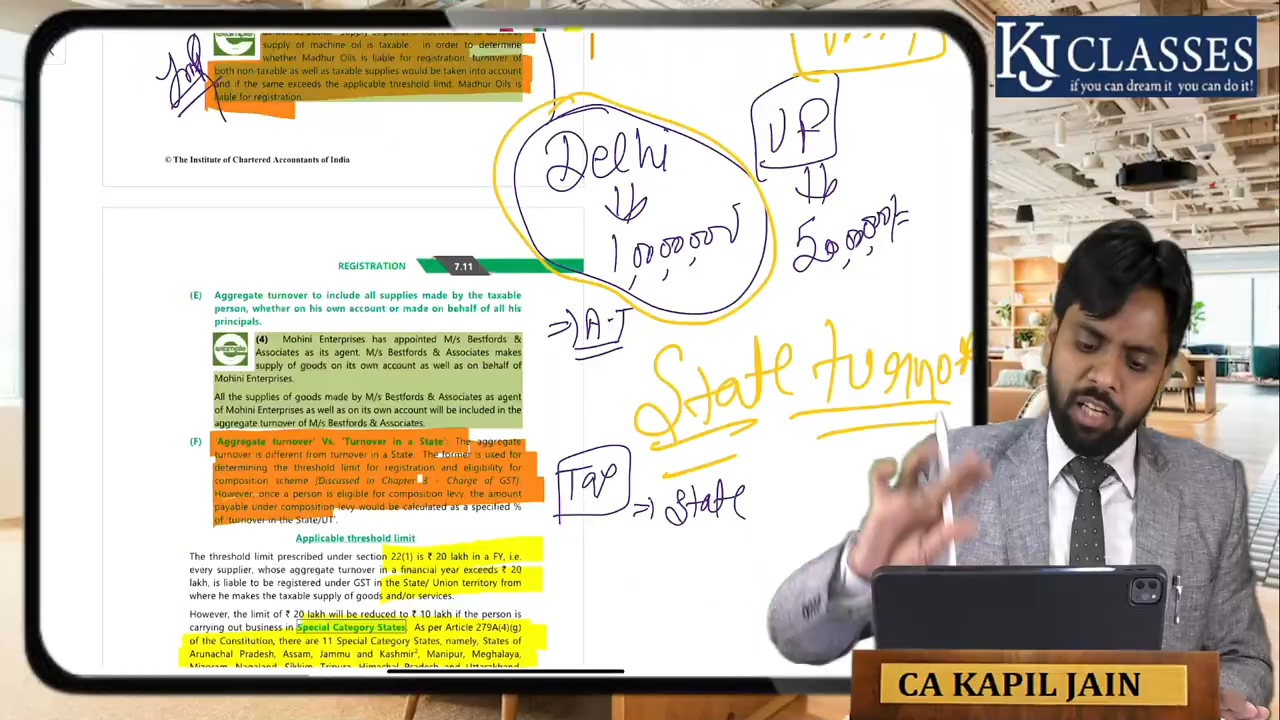 supply of machine oil is taxable. In order to determine
whether Madhur Oils is liable for registration turnover of
both non-taxable as well as taxable supplies would be taken into account
and if the same exceeds the applicable threshold limit, Madhur Oils is
liable for registration.
© The Institute of Chartered Accountants of India
REGISTRATION 7.11
(E) Aggregate turnover to include all supplies made by the taxable
person, whether on his own account or made on behalf of all his
principals.
(4) Mohini Enterprises has appointed M/s Bestfords &
Associates as its agent. M/s Bestfords & Associates makes
supply of goods on its own account as well as on behalf of
Mohini Enterprises.
All the supplies of goods made by M/s Bestfords & Associates as agent
of Mohini Enterprises as well as on its own account will be included in the
aggregate turnover of M/s Bestfords & Associates.
(F) 'Aggregate turnover' Vs. 'Turnover in a State': The aggregate
turnover is different from turnover in a State. The former is used for
determining the threshold limit for registration and eligibility for
composition scheme (Discussed in Chapter 3 - Charge of GST).
However, once a person is eligible for composition levy, the amount
payable under composition levy would be calculated as a specified %
of 'turnover in the State/UT'.
Applicable threshold limit
The threshold limit prescribed under section 22(1) is ₹ 20 lakh in a FY, i.e.
every supplier, whose aggregate turnover in a financial year exceeds ₹ 20
lakh, is liable to be registered under GST in the State/ Union territory from
where he makes the taxable supply of goods and/or services.
However, the limit of ₹ 20 lakh will be reduced to ₹ 10 lakh if the person is
carrying out business in Special Category States. As per Article 279A(4)(g)
of the Constitution, there are 11 Special Category States, namely, States of
Arunachal Pradesh, Assam, Jammu and Kashmir², Manipur, Meghalaya,
Mizoram, Nagaland, Sikkim, Tripura, Himachal Pradesh and Uttarakhand.
Delhi
1,00,00,000
UP
50,00,000/-
=> A-T
State turno
Tax => State
KJ CLASSES
if you can dream it you can do it!
CA KAPIL JAIN